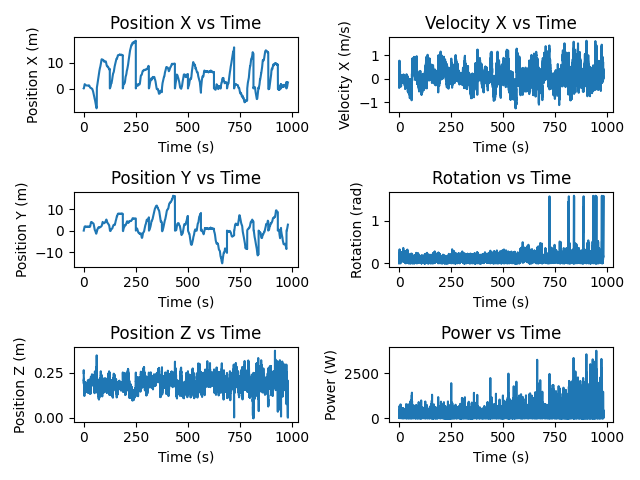 Position X vs Time
Position X (m)
10
0
0 250 500 750 1000
Time (s)
Velocity X vs Time
Velocity X (m/s)
1
0
−1
0 250 500 750 1000
Time (s)
Position Y vs Time
Position Y (m)
10
0
−10
0 250 500 750 1000
Time (s)
Rotation vs Time
Rotation (rad)
1
0
0 250 500 750 1000
Time (s)
Position Z vs Time
Position Z (m)
0.25
0.00
0 250 500 750 1000
Time (s)
Power vs Time
Power (W)
2500
0
0 250 500 750 1000
Time (s)